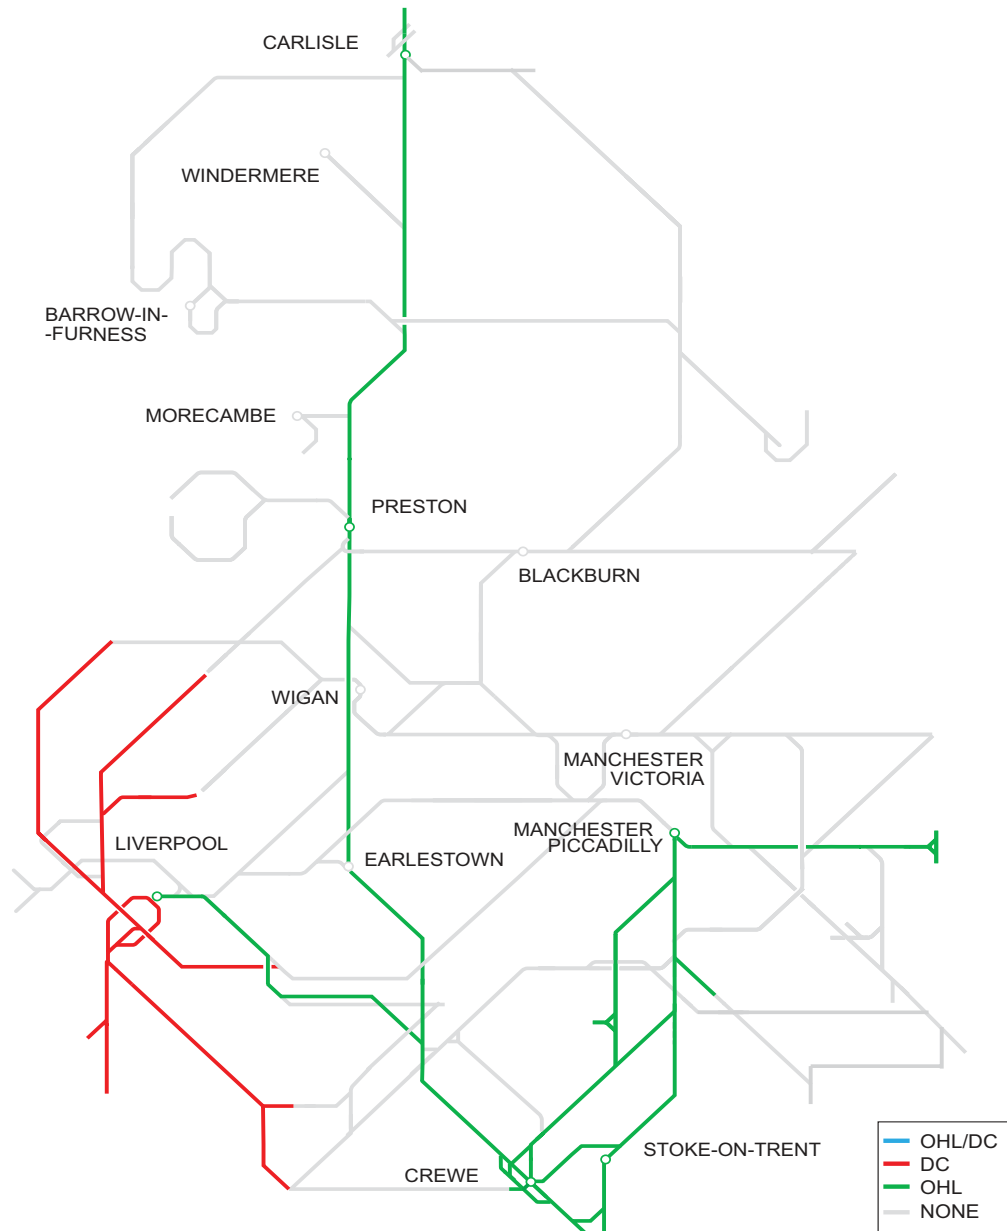 CARLISLE
WINDERMERE
BARROW-IN-
-FURNESS
MORECAMBE
PRESTON
BLACKBURN
WIGAN
MANCHESTER
VICTORIA
LIVERPOOL
MANCHESTER
PICCADILLY
EARLESTOWN
STOKE-ON-TRENT
CREWE
OHL/DC
DC
OHL
NONE